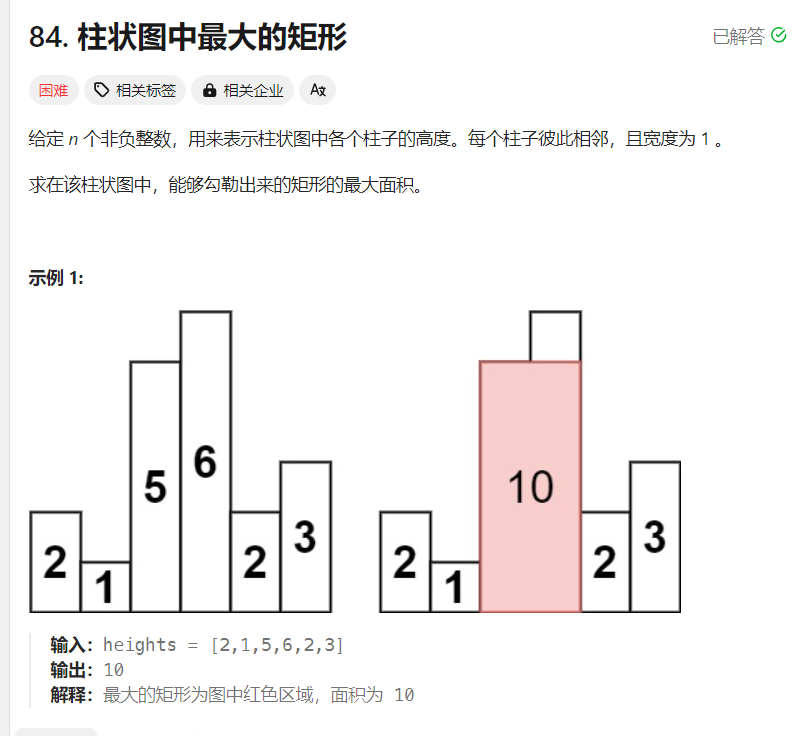 84. 柱状图中最大的矩形
已解答
困难 相关标签 相关企业 Az
给定 n 个非负整数，用来表示柱状图中各个柱子的高度。每个柱子彼此相邻，且宽度为 1 。
求在该柱状图中，能够勾勒出来的矩形的最大面积。
示例 1:
2 1 5 6 2 3
2 1 10 2 3
输入：heights = [2,1,5,6,2,3]
输出：10
解释：最大的矩形为图中红色区域，面积为 10